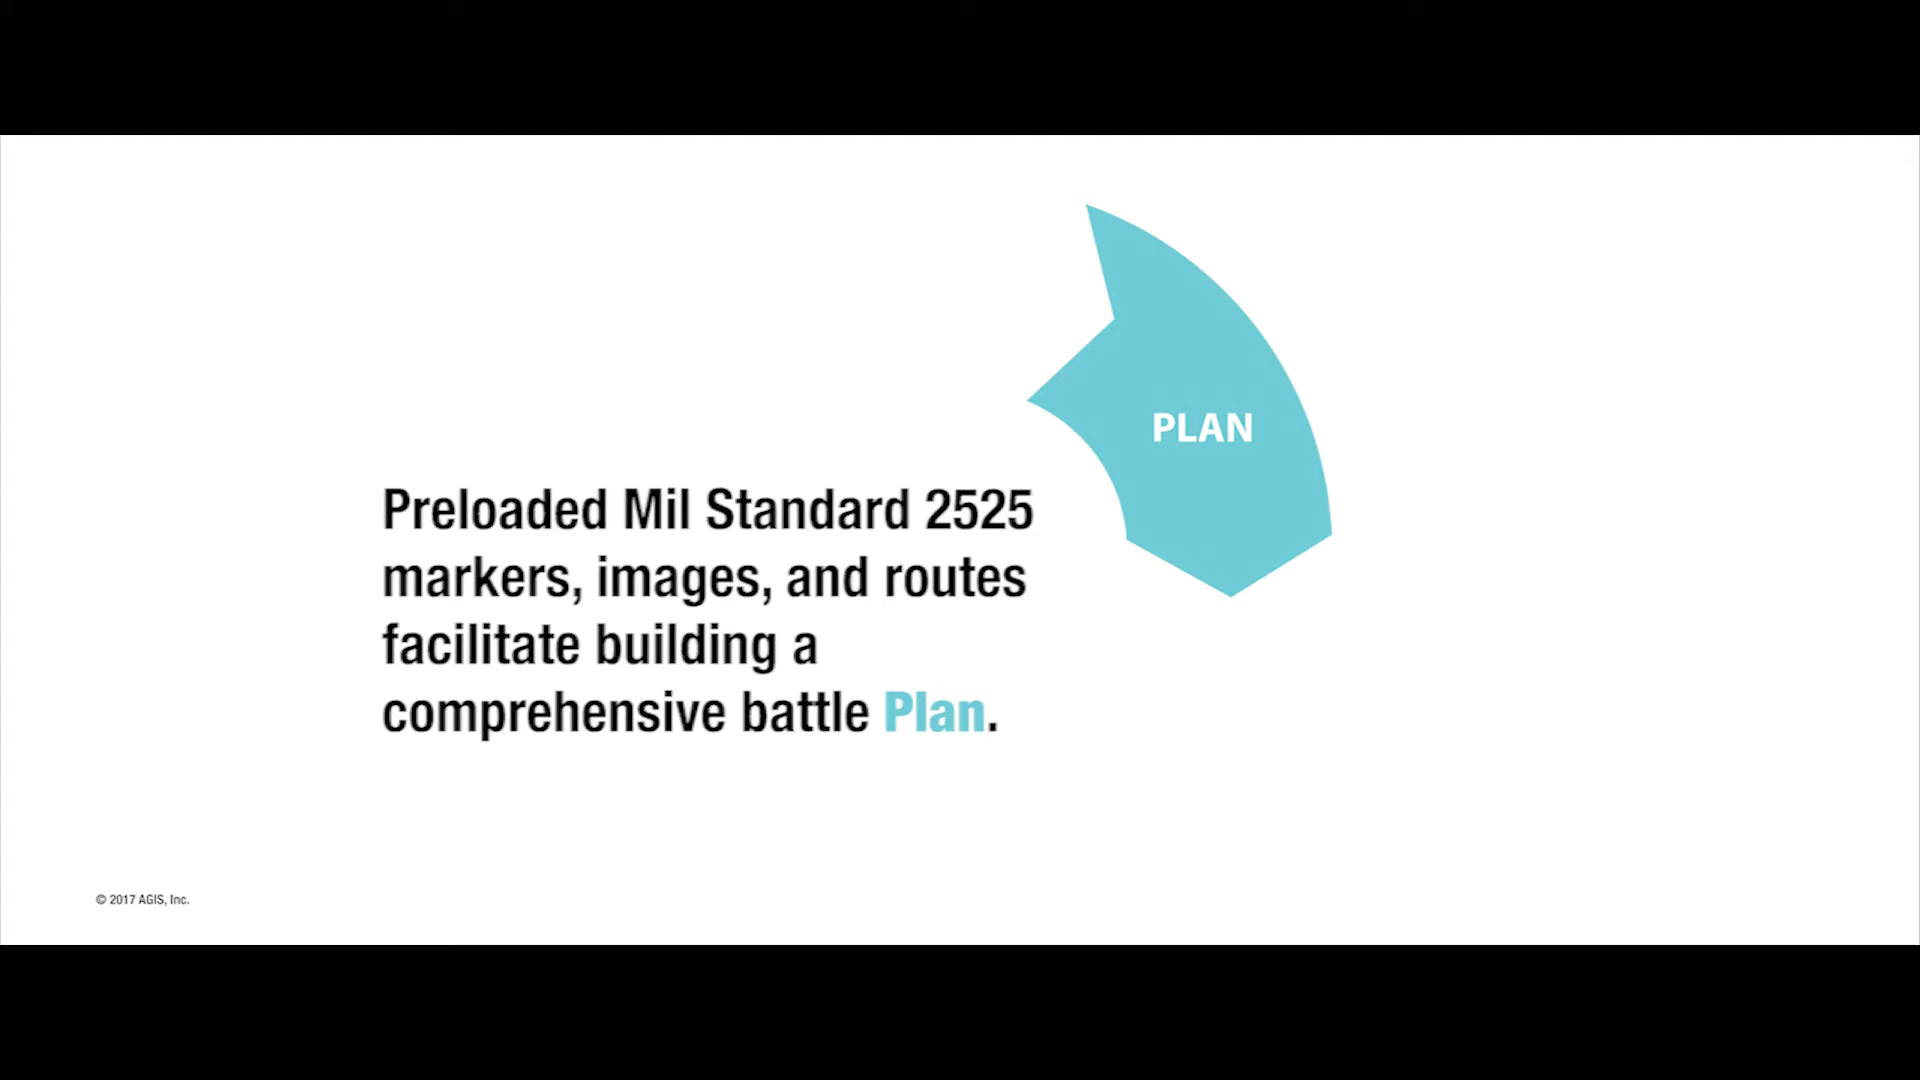 PLAN
Preloaded Mil Standard 2525
markers, images, and routes
facilitate building a
comprehensive battle Plan.
© 2017 AGIS, Inc.